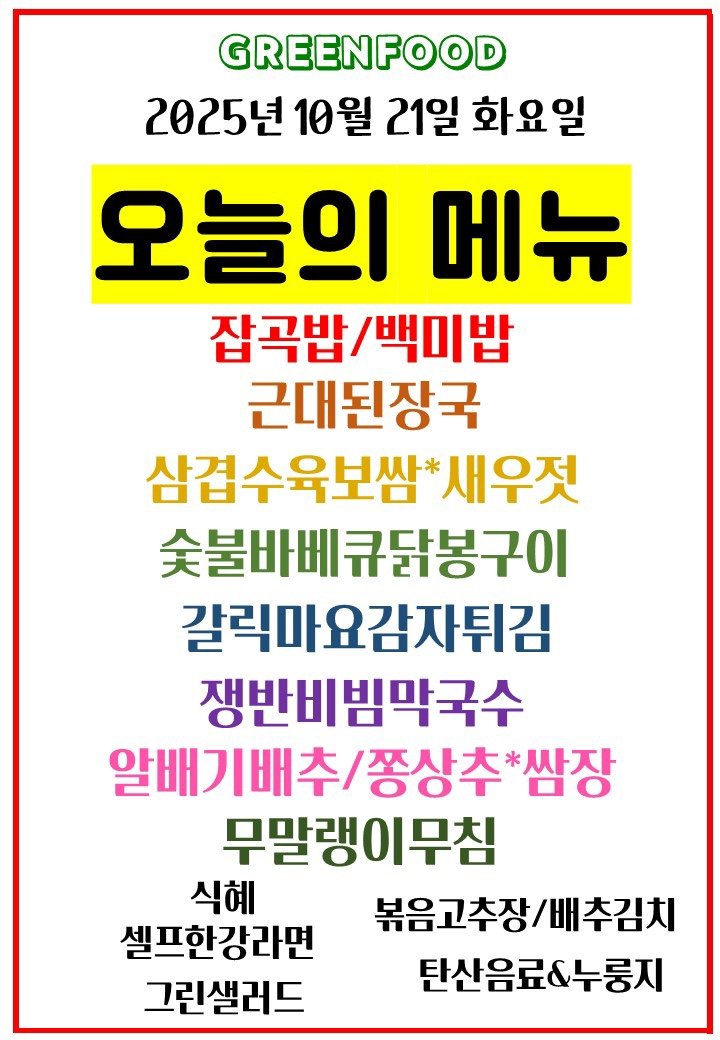 GREENFOOD
2025년 10월 21일 화요일
오늘의 메뉴
잡곡밥/백미밥
근대된장국
삼겹수육보쌈*새우젓
숯불바베큐닭봉구이
갈릭마요감자튀김
쟁반비빔막국수
알배기배추/쫑상추*쌈장
무말랭이무침
식혜
셀프한강라면
그린샐러드
볶음고추장/배추김치
탄산음료&누룽지